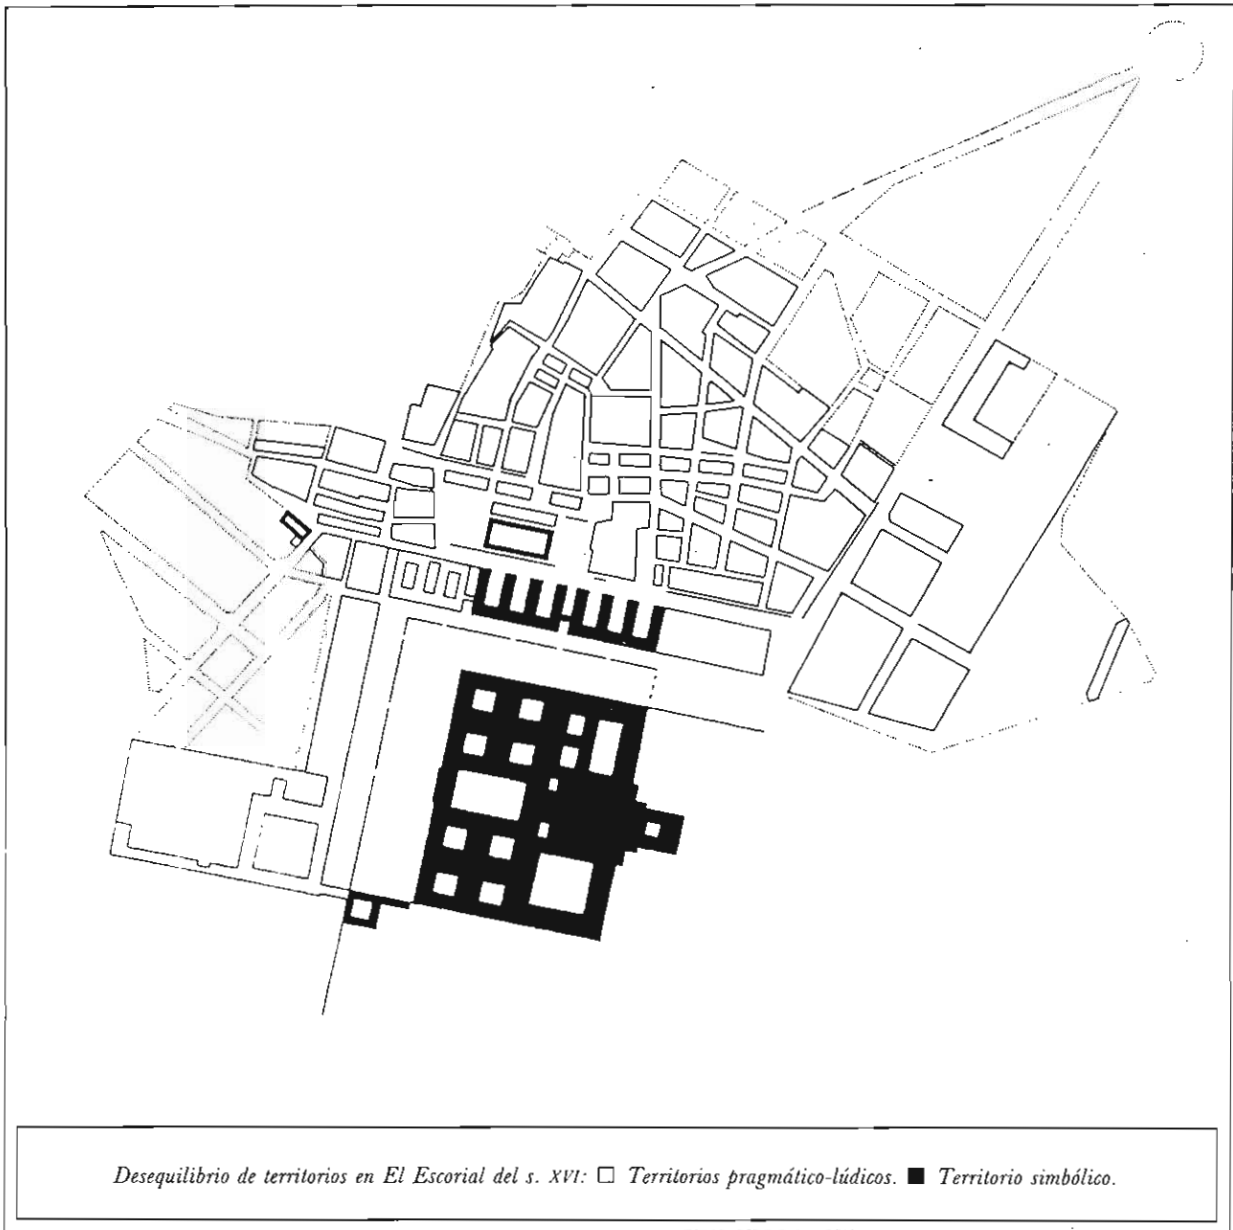 Desequilibrio de territorios en El Escorial del s. XVI: □ Territorios pragmático-lúdicos. ■ Territorio simbólico.